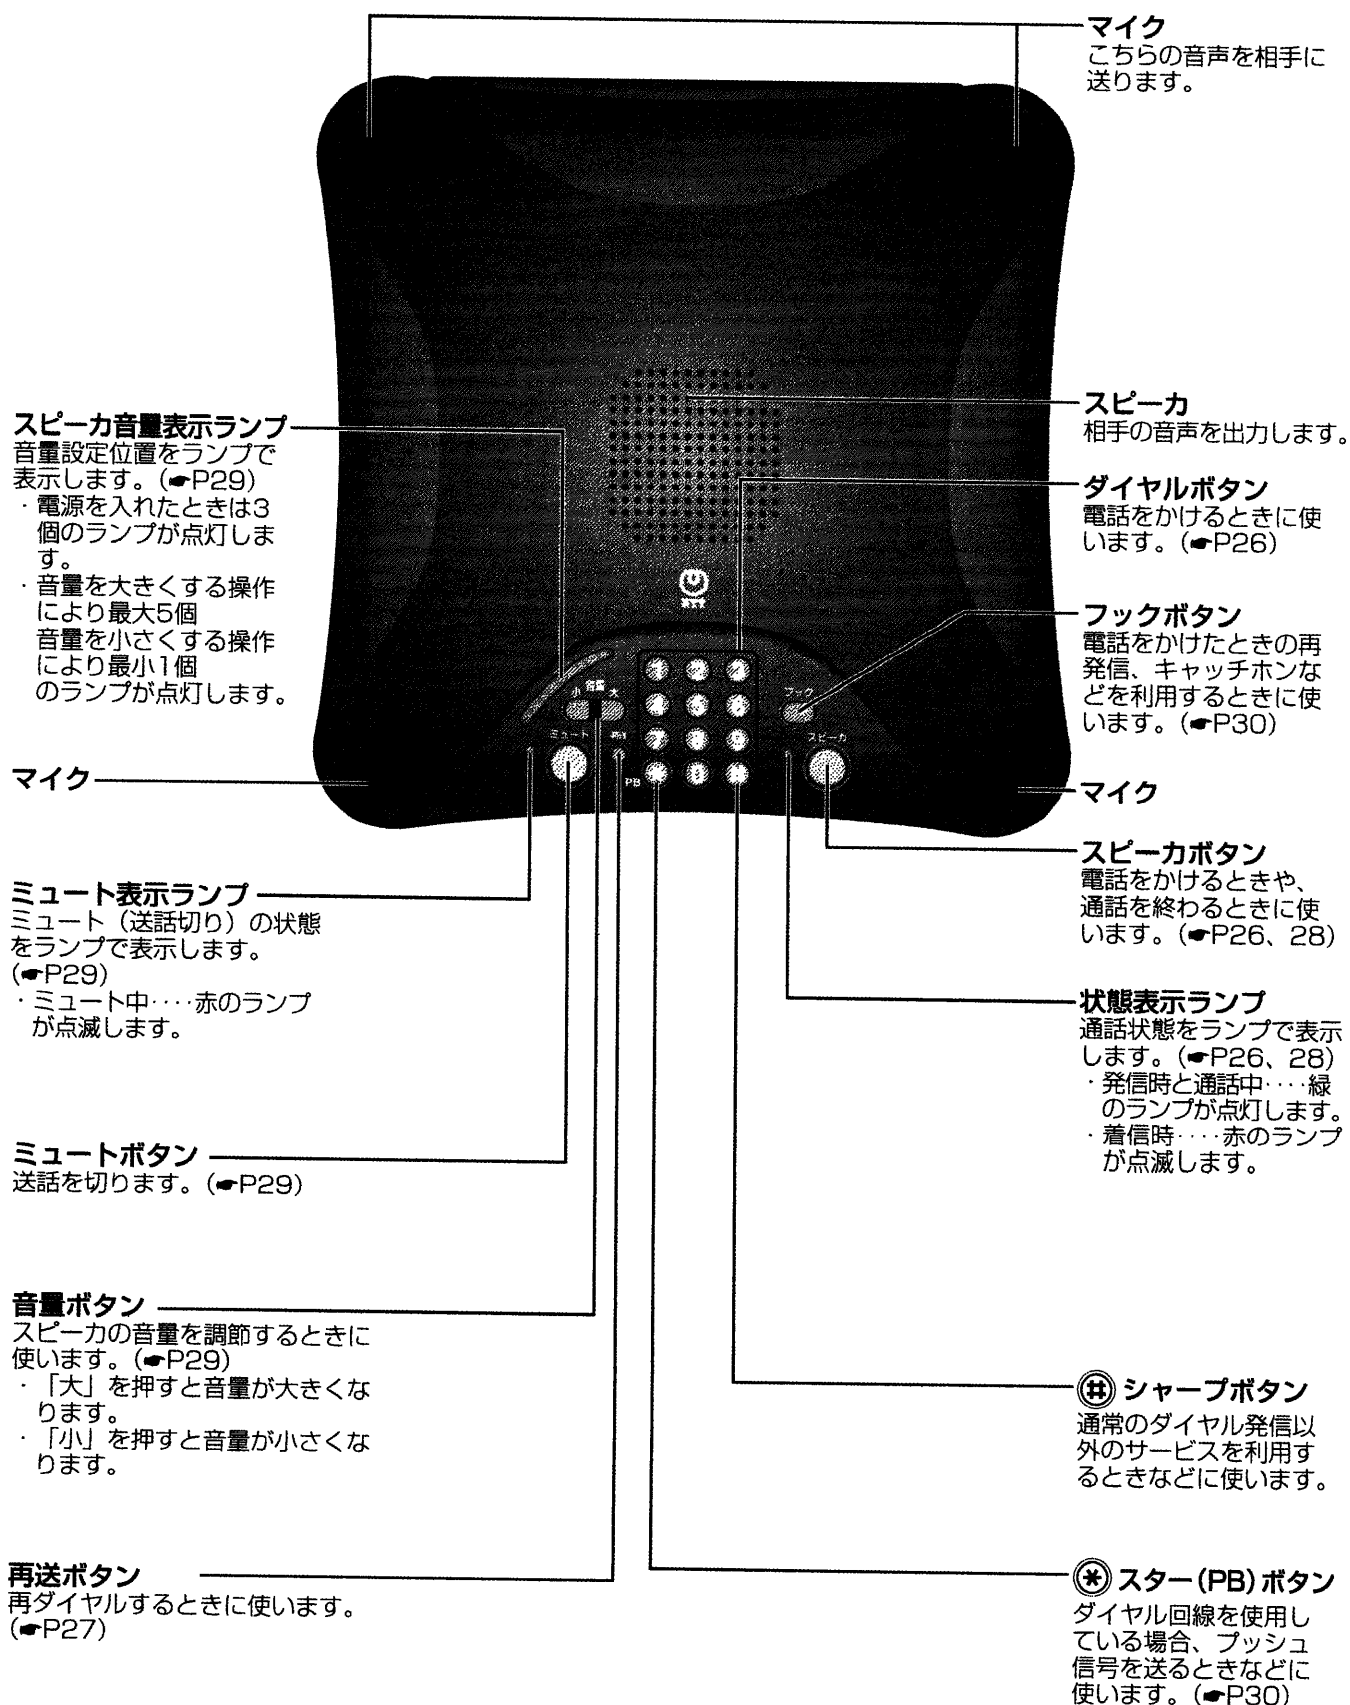 マイク
こちらの音声を相手に
送ります。
スピーカ音量表示ランプ
音量設定位置をランプで
表示します。(☛P29)
・電源を入れたときは3
個のランプが点灯しま
す。
・音量を大きくする操作
により最大5個
音量を小さくする操作
により最小1個
のランプが点灯します。
マイク
ミュート表示ランプ
ミュート（送話切り）の状態
をランプで表示します。
(☛P29)
・ミュート中‥‥赤のランプ
が点滅します。
ミュートボタン
送話を切ります。(☛P29)
音量ボタン
スピーカの音量を調節するときに
使います。(☛P29)
・「大」を押すと音量が大きくな
ります。
・「小」を押すと音量が小さくな
ります。
再送ボタン
再ダイヤルするときに使います。
(☛P27)
NTT
小 音量 大
ミュート
PB
フック
スピーカ
スピーカ
相手の音声を出力します。
ダイヤルボタン
電話をかけるときに使
います。(☛P26)
フックボタン
電話をかけたときの再
発信、キャッチホンな
どを利用するときに使
います。(☛P30)
マイク
スピーカボタン
電話をかけるときや、
通話を終わるときに使
います。(☛P26、28)
状態表示ランプ
通話状態をランプで表示
します。(☛P26、28)
・発信時と通話中‥‥緑
のランプが点灯します。
・着信時‥‥赤のランプ
が点滅します。
# シャープボタン
通常のダイヤル発信以
外のサービスを利用す
るときなどに使います。
* スター(PB)ボタン
ダイヤル回線を使用し
ている場合、プッシュ
信号を送るときなどに
使います。(☛P30)